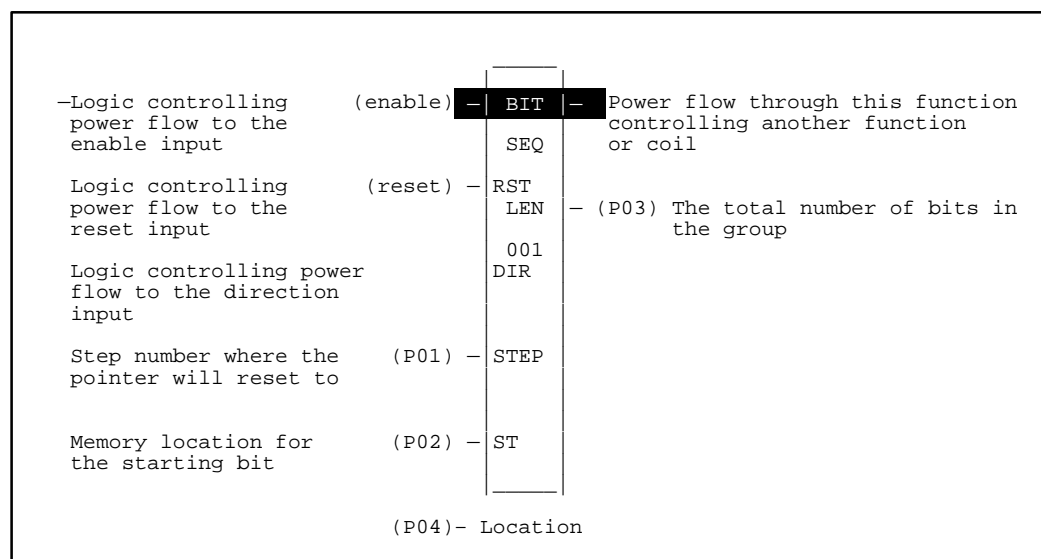 —Logic controlling (enable) —| BIT |— Power flow through this function
power flow to the controlling another function
enable input SEQ or coil
Logic controlling (reset) —RST
power flow to the LEN — (P03) The total number of bits in
reset input the group
001
Logic controlling power DIR
flow to the direction
input
Step number where the (P01) —STEP
pointer will reset to
Memory location for (P02) —ST
the starting bit
(P04)– Location